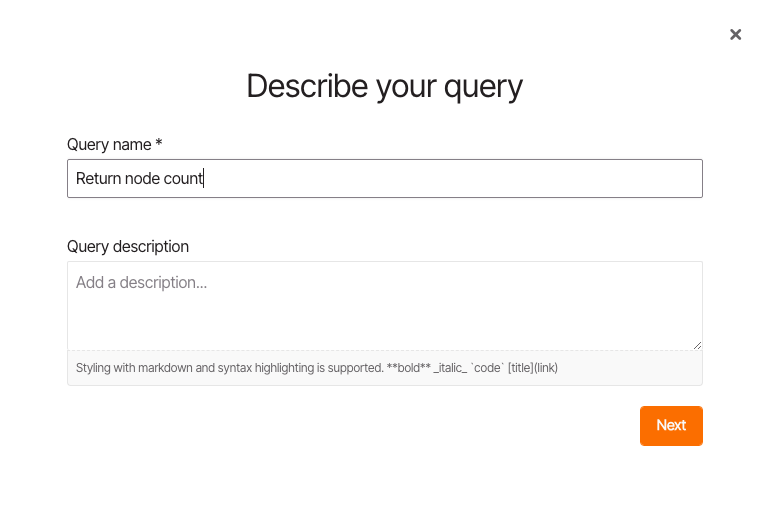 Describe your query
Query name *
Return node count
Query description
Add a description...
Styling with markdown and syntax highlighting is supported. **bold** _italic_ `code` [title](link)
Next